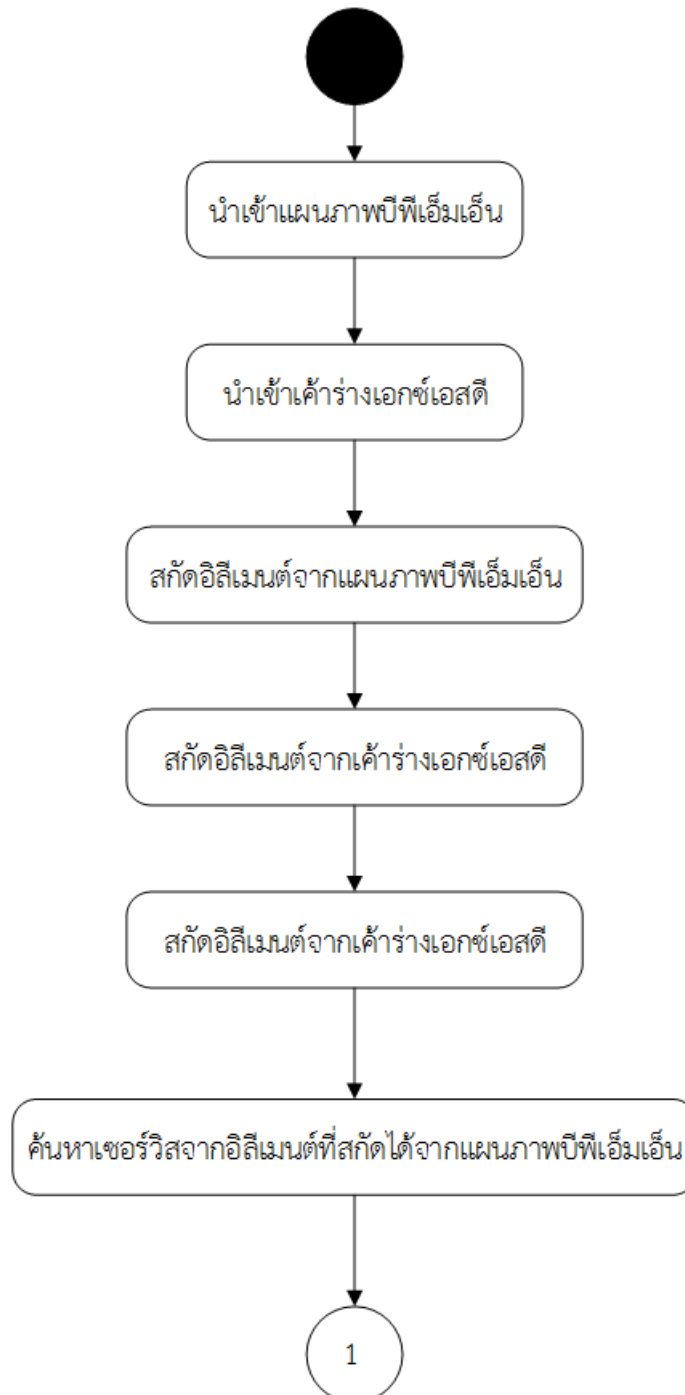 นำเข้าแผนภาพบีพีเอ็มเอ็น
นำเข้าเค้าร่างเอกซ์เอสดี
สกัดอิลีเมนต์จากแผนภาพบีพีเอ็มเอ็น
สกัดอิลีเมนต์จากเค้าร่างเอกซ์เอสดี
สกัดอิลีเมนต์จากเค้าร่างเอกซ์เอสดี
ค้นหาเซอร์วิสจากอิลีเมนต์ที่สกัดได้จากแผนภาพบีพีเอ็มเอ็น
1